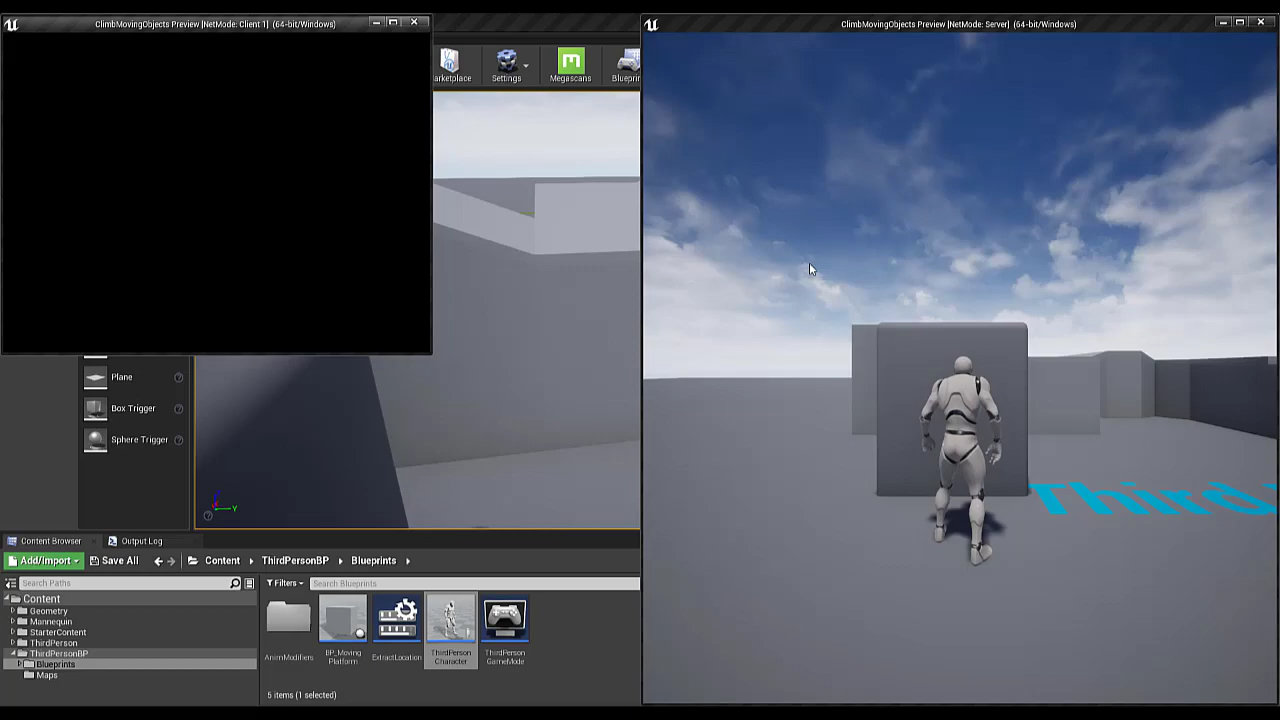 ClimbMovingObjects Preview [NetMode: Client 1] (64-bit/Windows)
ClimbMovingObjects Preview [NetMode: Server] (64-bit/Windows)
arketplace
Settings
Megascans
Blueprin
Third
Plane
Box Trigger
Sphere Trigger
Y
Content Browser
Output Log
Add/Import
Save All
Content
ThirdPersonBP
Blueprints
Search Paths
Filters
Search Blueprints
Content
Geometry
Mannequin
StarterContent
ThirdPerson
ThirdPersonBP
Blueprints
Maps
AnimModifiers
BP_Moving
Platform
ExtractLocation
ThirdPerson
Character
ThirdPerson
GameMode
5 items (1 selected)